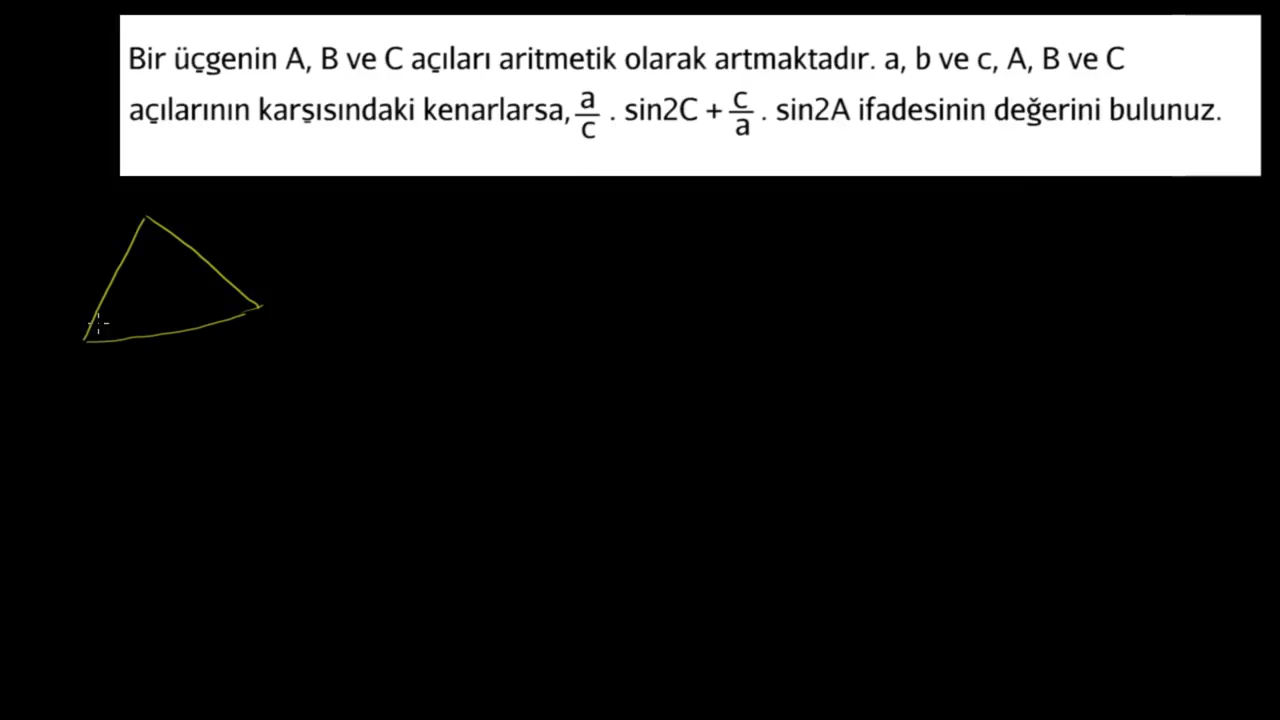 Bir üçgenin A, B ve C açıları aritmetik olarak artmaktadır. a, b ve c, A, B ve C
açılarının karşısındaki kenarlarsa, a/c . sin2C + c/a . sin2A ifadesinin değerini bulunuz.